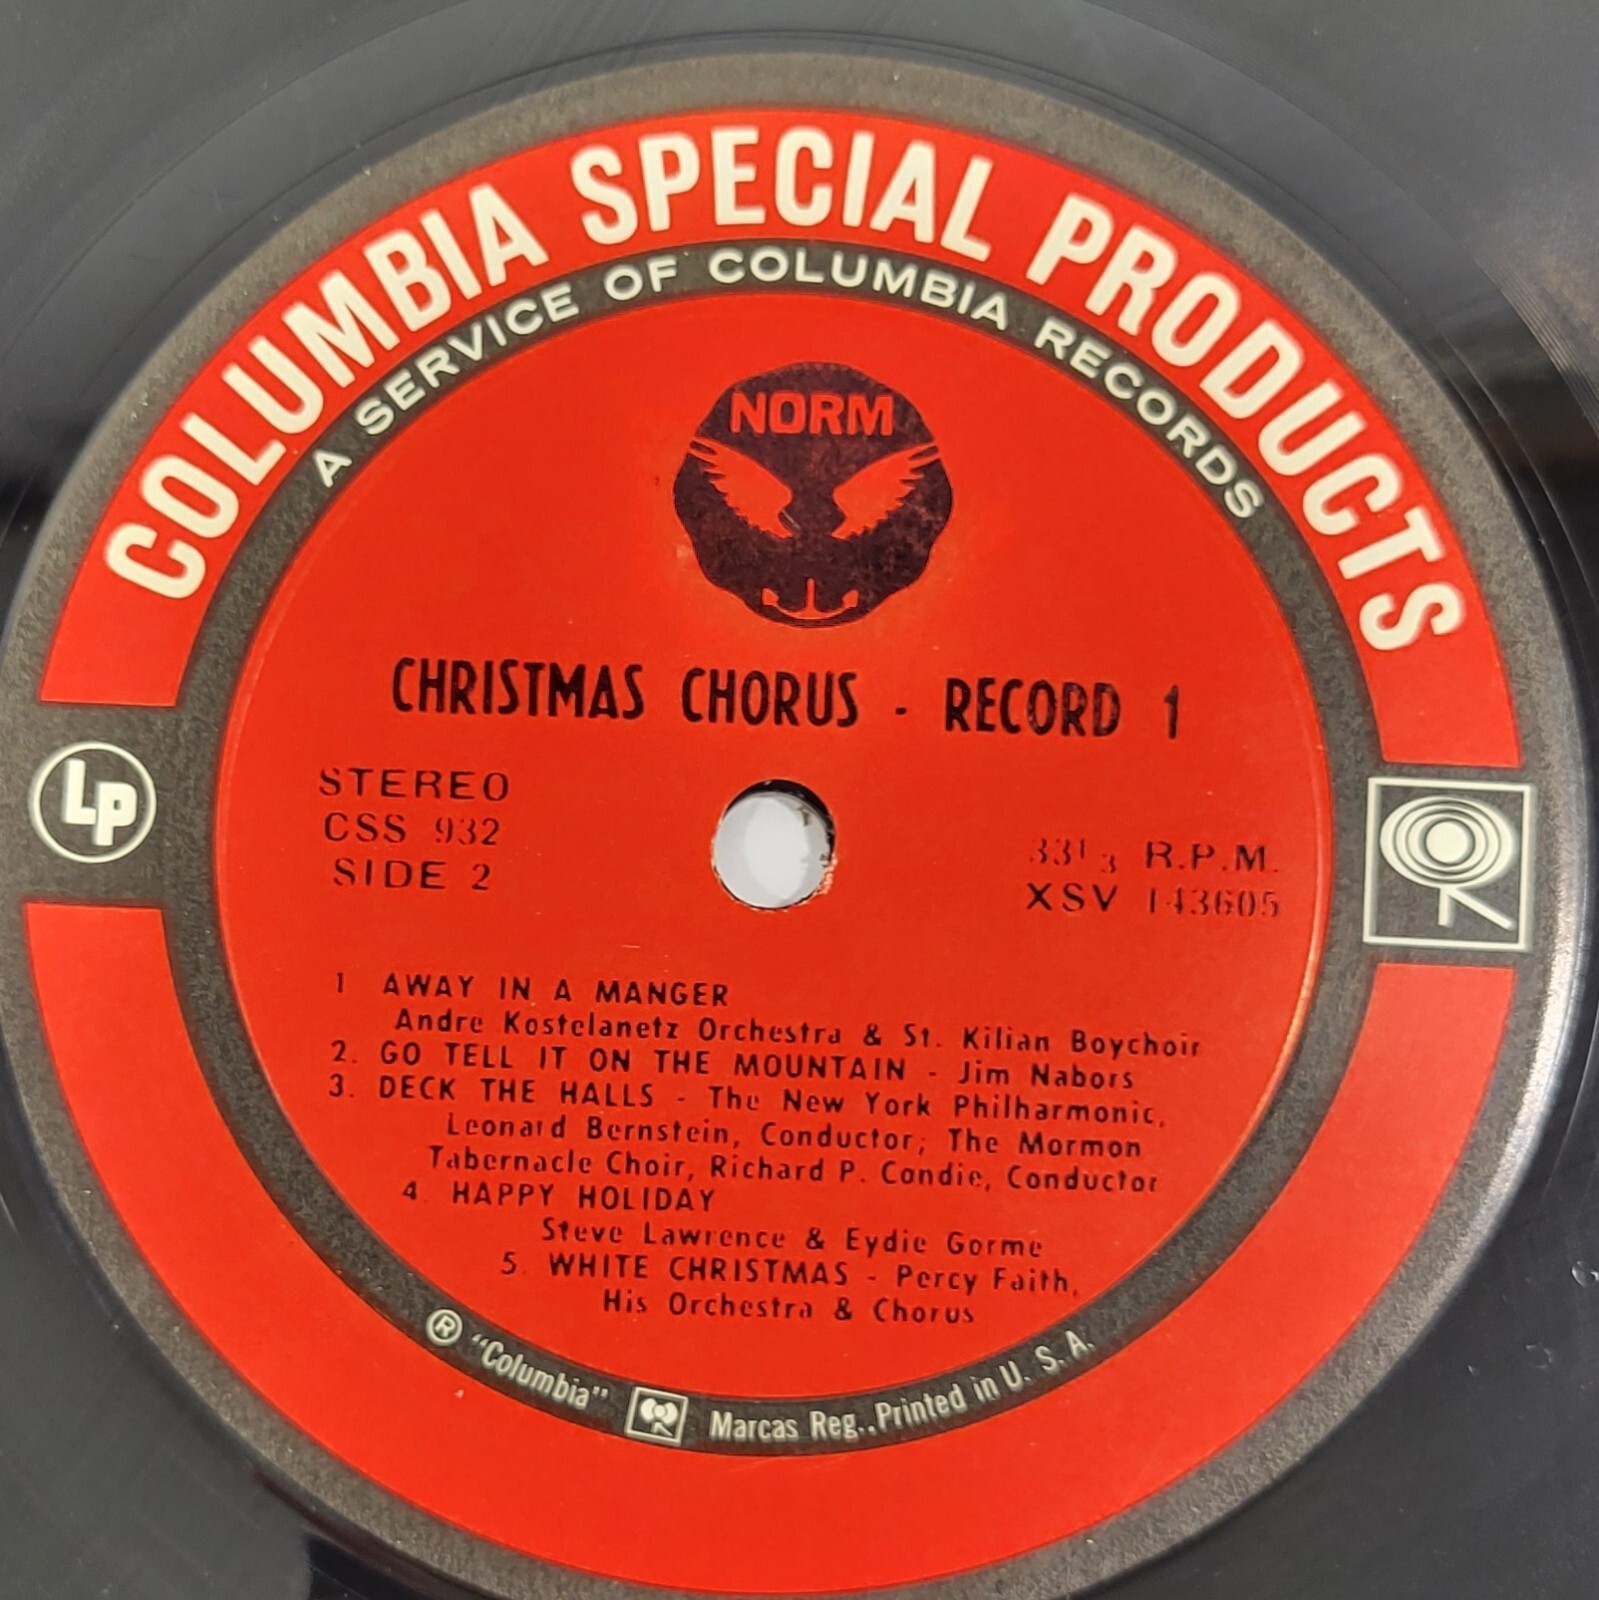 COLUMBIA SPECIAL PRODUCTS
A SERVICE OF COLUMBIA RECORDS
NORM
CHRISTMAS CHORUS - RECORD 1
LP
STEREO
CSS 932
SIDE 2
33 1/3 R.P.M.
XSV 143605
1 AWAY IN A MANGER
Andre Kostelanetz Orchestra & St. Kilian Boychoir
2. GO TELL IT ON THE MOUNTAIN - Jim Nabors
3. DECK THE HALLS - The New York Philharmonic,
Leonard Bernstein, Conductor; The Mormon
Tabernacle Choir, Richard P. Condie, Conductor
4. HAPPY HOLIDAY
Steve Lawrence & Eydie Gorme
5. WHITE CHRISTMAS - Percy Faith,
His Orchestra & Chorus
® "Columbia" Marcas Reg..Printed in U. S. A.